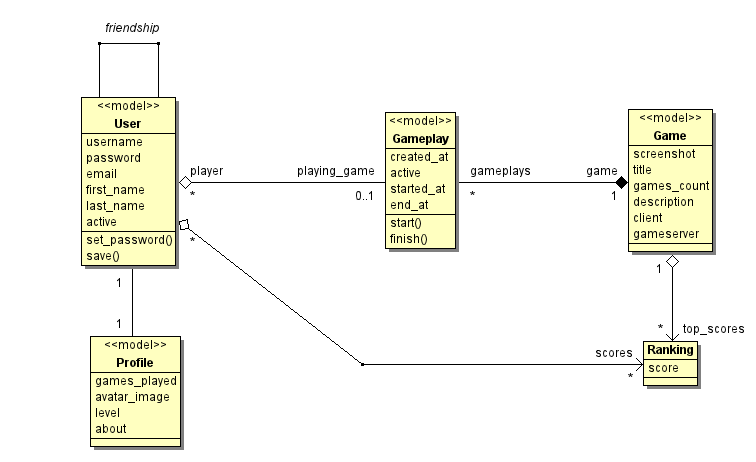 friendship
<<model>>
User
username
password
email
first_name
last_name
active
set_password()
save()
player
*
playing_game
0..1
<<model>>
Gameplay
created_at
active
started_at
end_at
start()
finish()
gameplays
*
game
1
<<model>>
Game
screenshot
title
games_count
description
client
gameserver
*
1
1
<<model>>
Profile
games_played
avatar_image
level
about
1
* top_scores
scores
*
Ranking
score